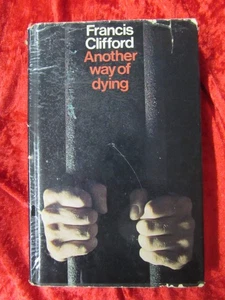 Francis
Clifford
Another
way of
dying